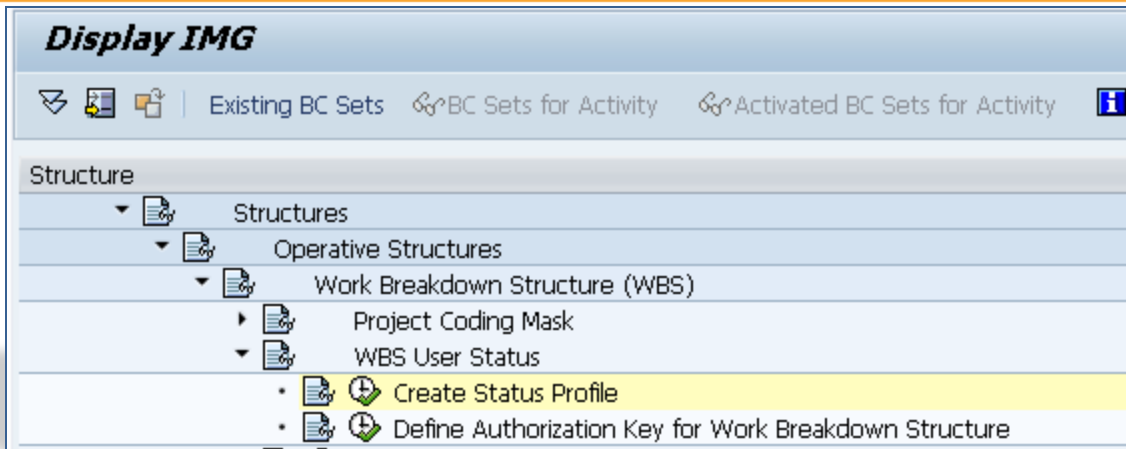 Display IMG
Existing BC Sets BC Sets for Activity Activated BC Sets for Activity
Structure
Structures
Operative Structures
Work Breakdown Structure (WBS)
Project Coding Mask
WBS User Status
Create Status Profile
Define Authorization Key for Work Breakdown Structure